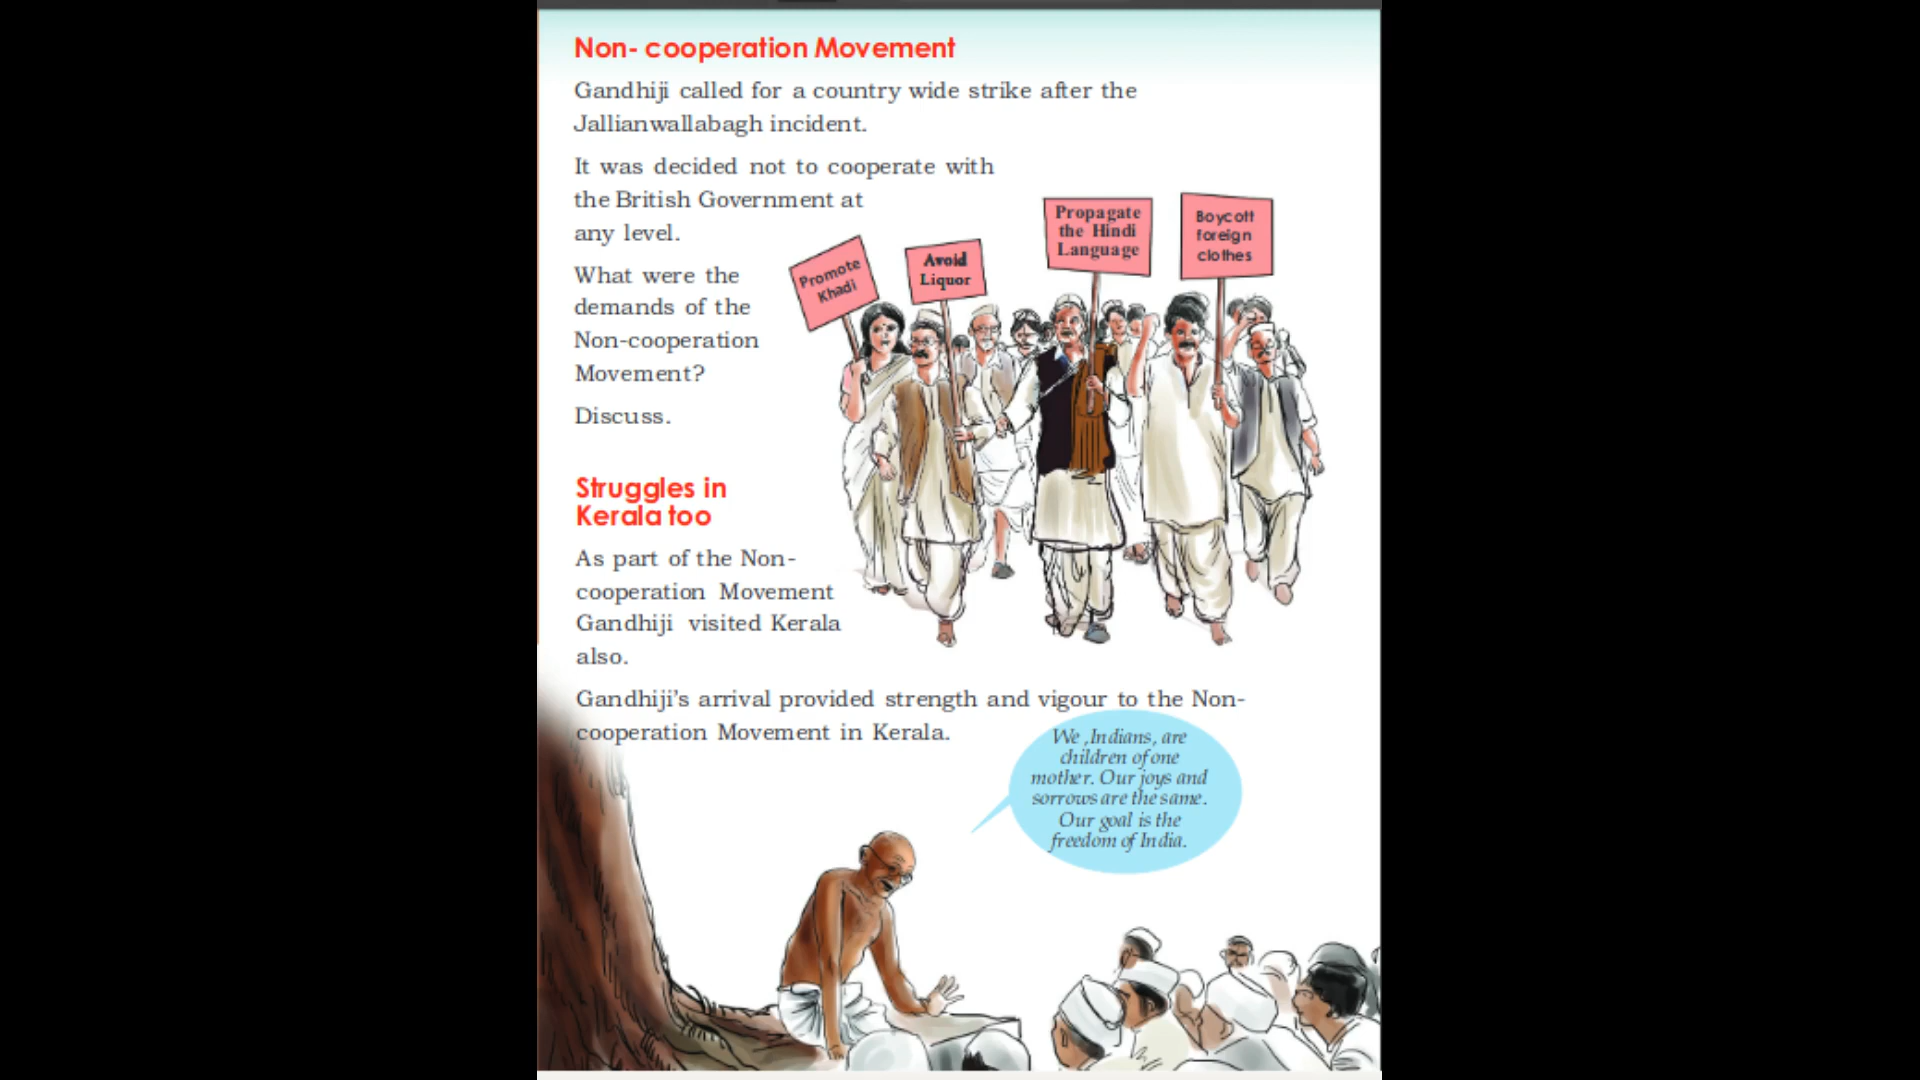 Non- cooperation Movement
Gandhiji called for a country wide strike after the
Jallianwallabagh incident.
It was decided not to cooperate with
the British Government at
any level.
What were the
demands of the
Non-cooperation
Movement?
Discuss.
Promote
Khadi
Avoid
Liquor
Propagate
the Hindi
Language
Boycott
foreign
clothes
Struggles in
Kerala too
As part of the Non-
cooperation Movement
Gandhiji visited Kerala
also.
Gandhiji's arrival provided strength and vigour to the Non-
cooperation Movement in Kerala.
We ,Indians, are
children of one
mother. Our joys and
sorrows are the same.
Our goal is the
freedom of India.